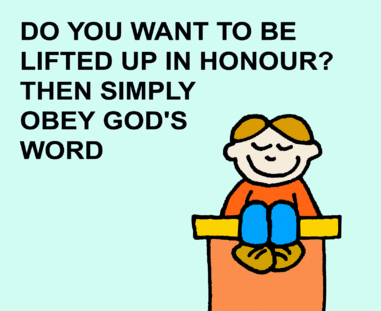 DO YOU WANT TO BE
LIFTED UP IN HONOUR?
THEN SIMPLY
OBEY GOD'S
WORD